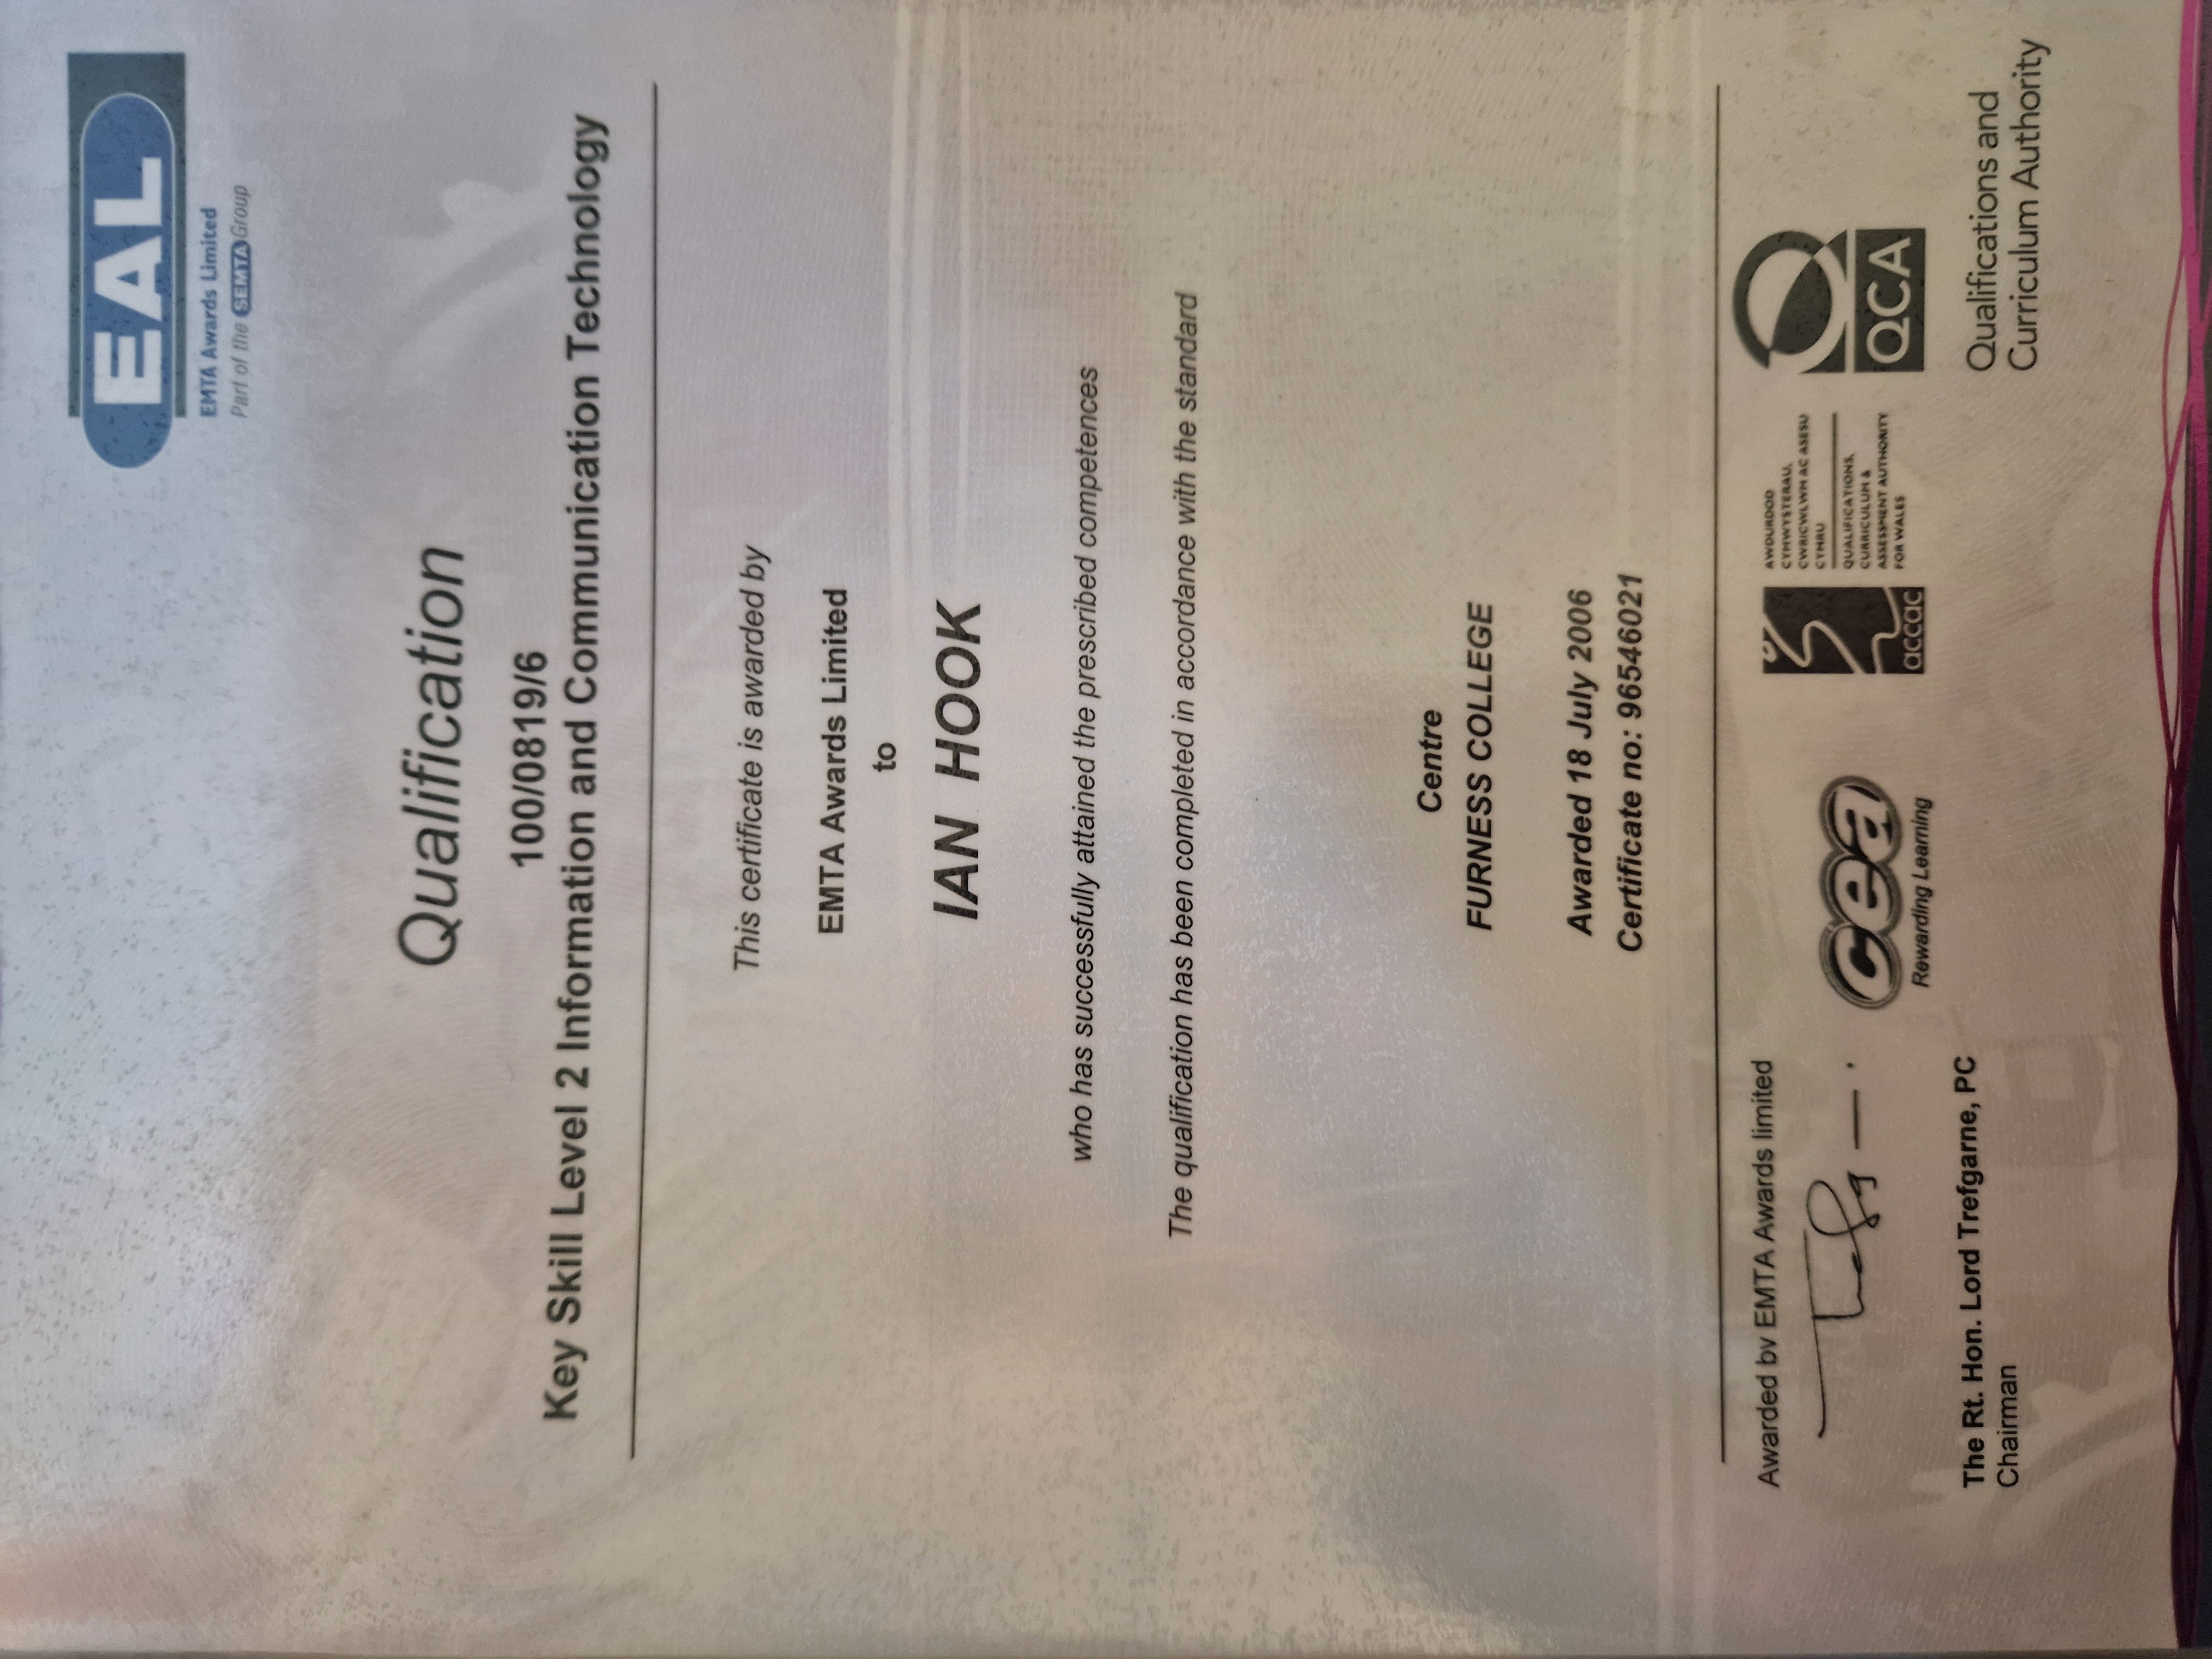 EAL
EMTA Awards Limited
Part of the SEMTA Group
Qualification
100/0819/6
Key Skill Level 2 Information and Communication Technology
This certificate is awarded by
EMTA Awards Limited
to
IAN HOOK
who has successfully attained the prescribed competences
The qualification has been completed in accordance with the standard
Centre
FURNESS COLLEGE
Awarded 18 July 2006
Certificate no: 96546021
Awarded by EMTA Awards limited
The Rt. Hon. Lord Trefgarne, PC
Chairman
cea
Rewarding Learning
accac
AWDURDOD
CYMWYSTERAU,
CWRICWLWM AC ASESU
CYMRU
QUALIFICATIONS,
CURRICULUM &
ASSESSMENT AUTHORITY
FOR WALES
QCA
Qualifications and
Curriculum Authority